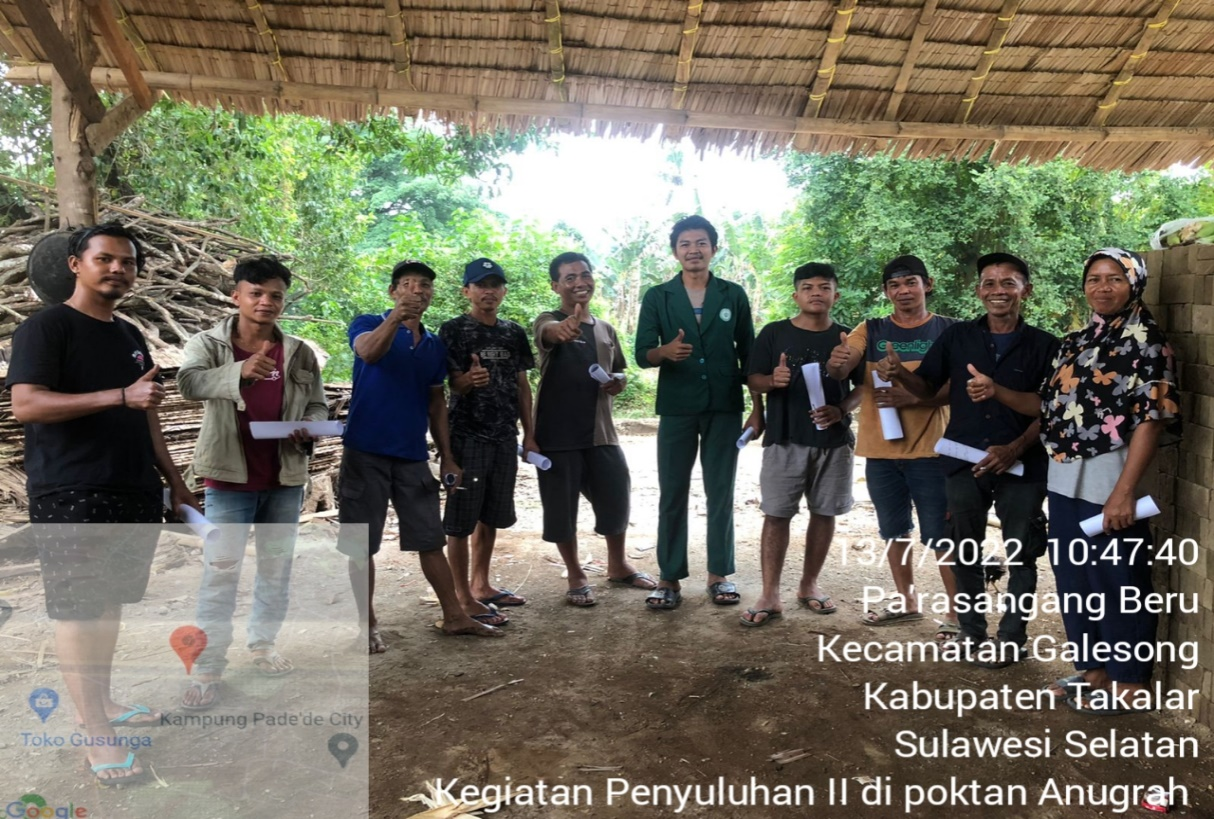 13/7/2022 10:47:40
Pa'rasangang Beru
Kecamatan Galesong
Kabupaten Takalar
Sulawesi Selatan
Kegiatan Penyuluhan II di poktan Anugrah
Kampung Pade'de City
Toko Gusunga
Google